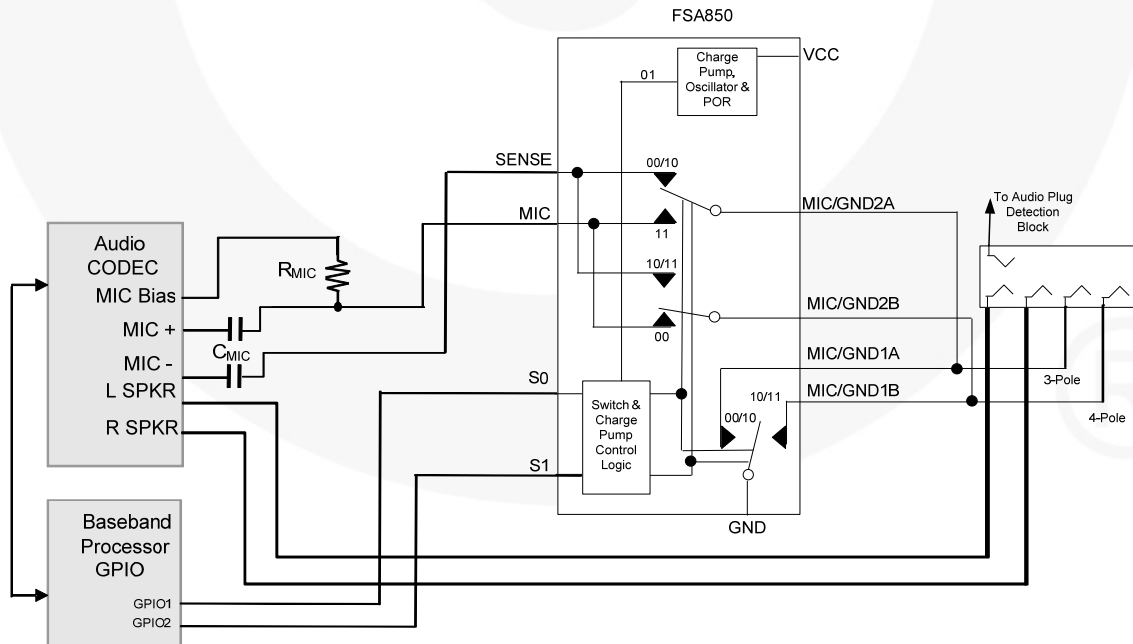 FSA850
Charge
Pump,
Oscillator &
POR
VCC
01
SENSE
00/10
MIC
11
MIC/GND2A
10/11
MIC/GND2B
00
MIC/GND1A
MIC/GND1B
S0
Switch &
Charge
Pump
Control
Logic
00/10
10/11
S1
GND
To Audio Plug
Detection
Block
3-Pole
4-Pole
Audio
CODEC
MIC Bias
MIC +
MIC -
L SPKR
R SPKR
RMIC
CMIC
Baseband
Processor
GPIO
GPIO1
GPIO2
R